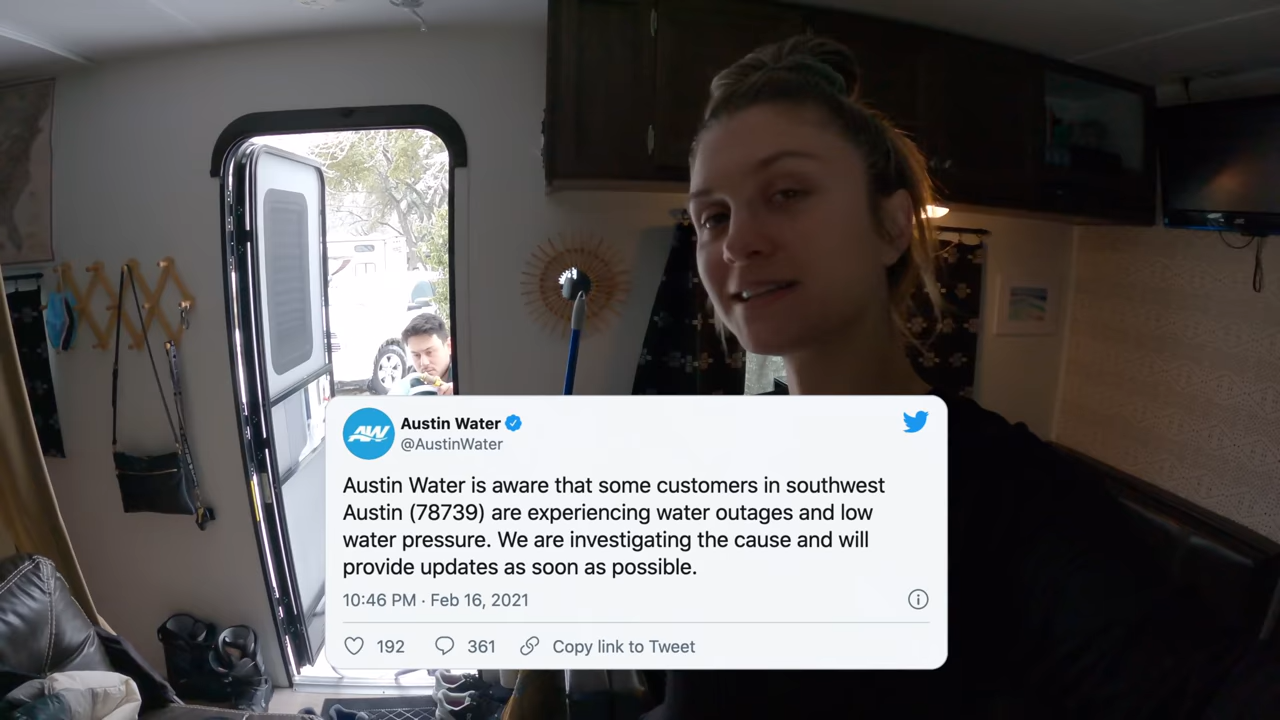 AW
Austin Water
@AustinWater
Austin Water is aware that some customers in southwest
Austin (78739) are experiencing water outages and low
water pressure. We are investigating the cause and will
provide updates as soon as possible.
10:46 PM · Feb 16, 2021
192 361 Copy link to Tweet